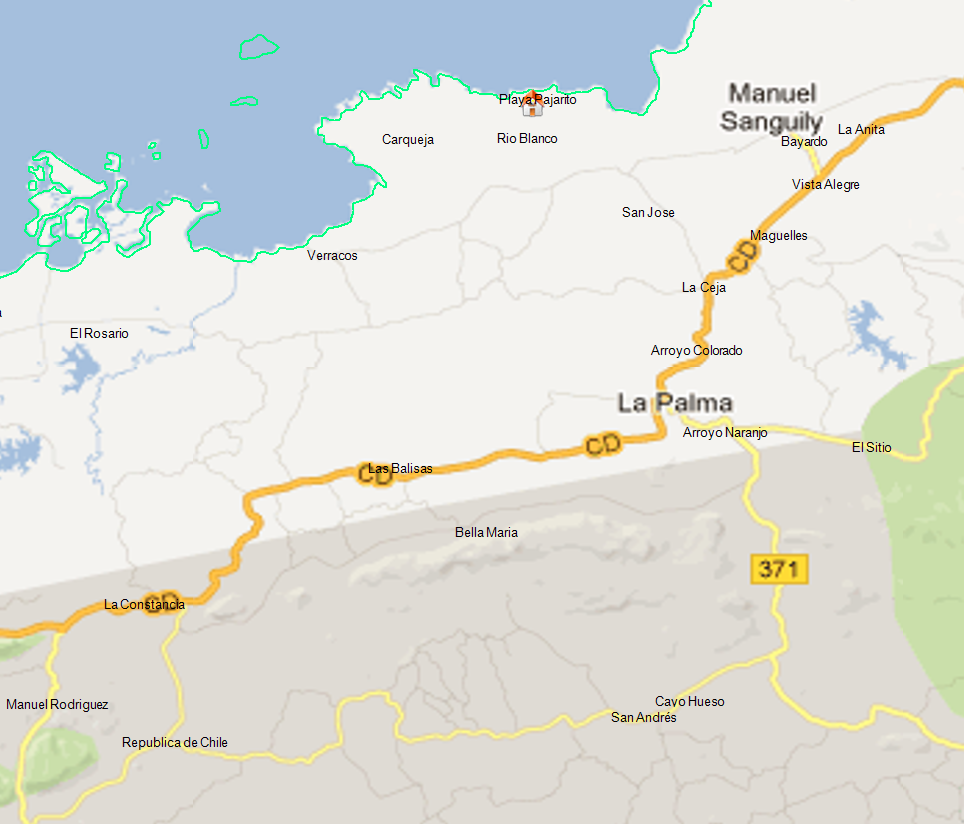 Manuel
Sanguily
Playa Pajarito
La Anita
Carqueja
Rio Blanco
Bayardo
Vista Alegre
San Jose
Maguelles
CD
Verracos
La Ceja
El Rosario
Arroyo Colorado
La Palma
Arroyo Naranjo
CD
El Sitio
Las Balisas
CD
Bella Maria
371
La Constancia
CD
Manuel Rodriguez
Cayo Hueso
San Andrés
Republica de Chile